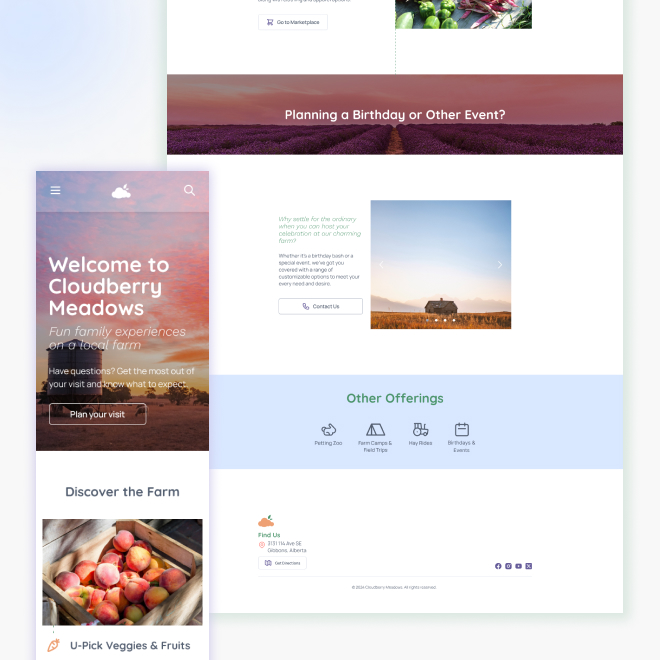 Go to Marketplace
Planning a Birthday or Other Event?
Why settle for the ordinary
when you can host your
celebration at our charming
farm?
Whether it's a birthday bash or a
special event, we've got you
covered with a range of
customizable options to meet your
every need and desire.
Contact Us
Other Offerings
Petting Zoo
Farm Camps &
Field Trips
Hay Rides
Birthdays &
Events
Find Us
3131 114 Ave SE
Gibbons, Alberta
Get Directions
© 2024 Cloudberry Meadows. All rights reserved.
Welcome to
Cloudberry
Meadows
Fun family experiences
on a local farm
Have questions? Get the most out of
your visit and know what to expect.
Plan your visit
Discover the Farm
U-Pick Veggies & Fruits